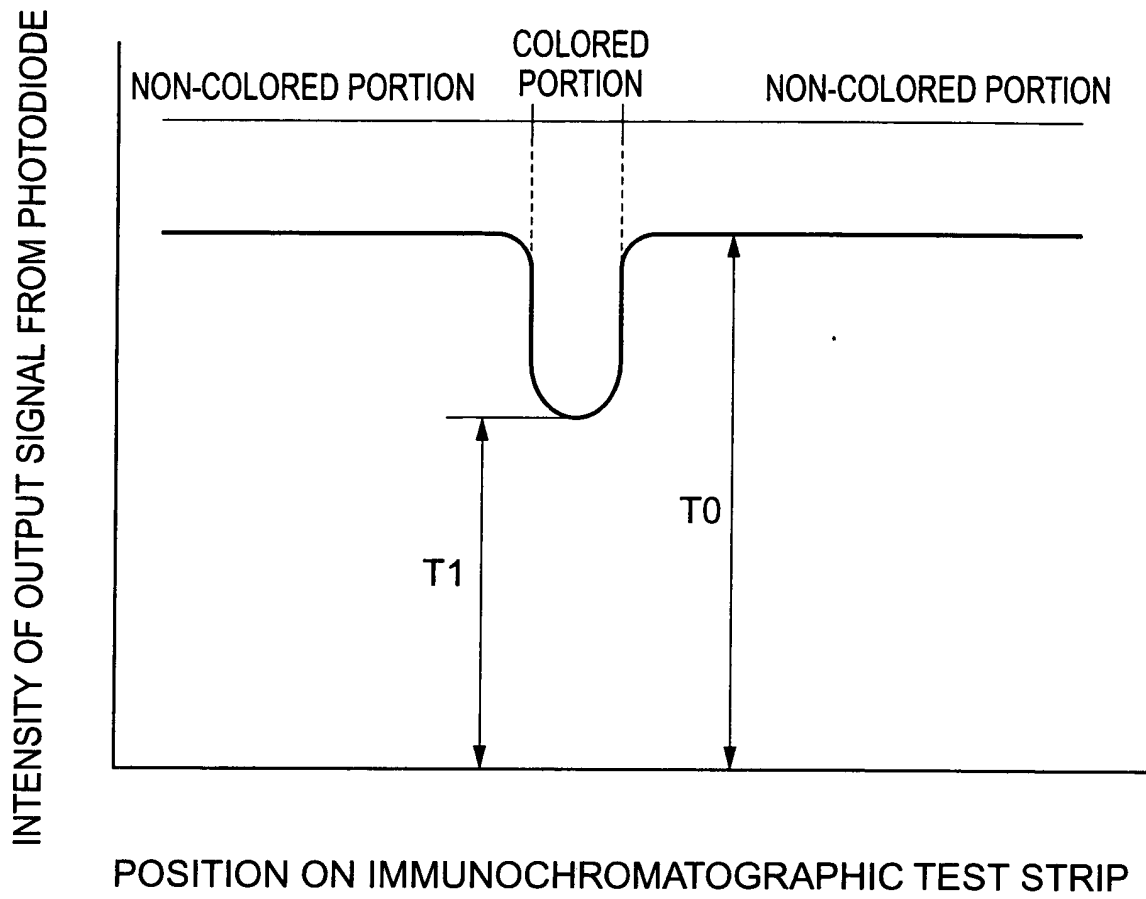 INTENSITY OF OUTPUT SIGNAL FROM PHOTODIODE
COLORED
PORTION
NON-COLORED PORTION
NON-COLORED PORTION
T0
T1
POSITION ON IMMUNOCHROMATOGRAPHIC TEST STRIP